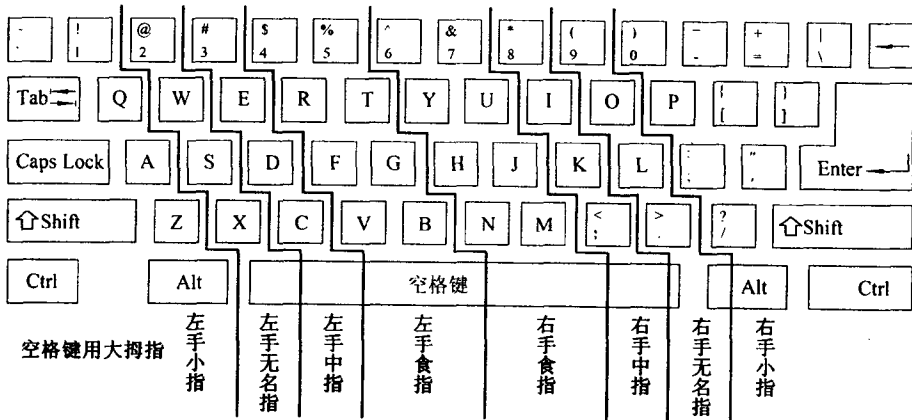 ~ ! @ # $ % ^ & * ( ) — + |
1 2 3 4 5 6 7 8 9 0 - = \
Tab Q W E R T Y U I O P { }
[ ]
Caps Lock A S D F G H J K L : " Enter
; '
Shift Z X C V B N M < > ? Shift
; . /
Ctrl Alt 空格键 Alt Ctrl
空格键用大拇指
左手小指
左手无名指
左手中指
左手食指
右手食指
右手中指
右手无名指
右手小指